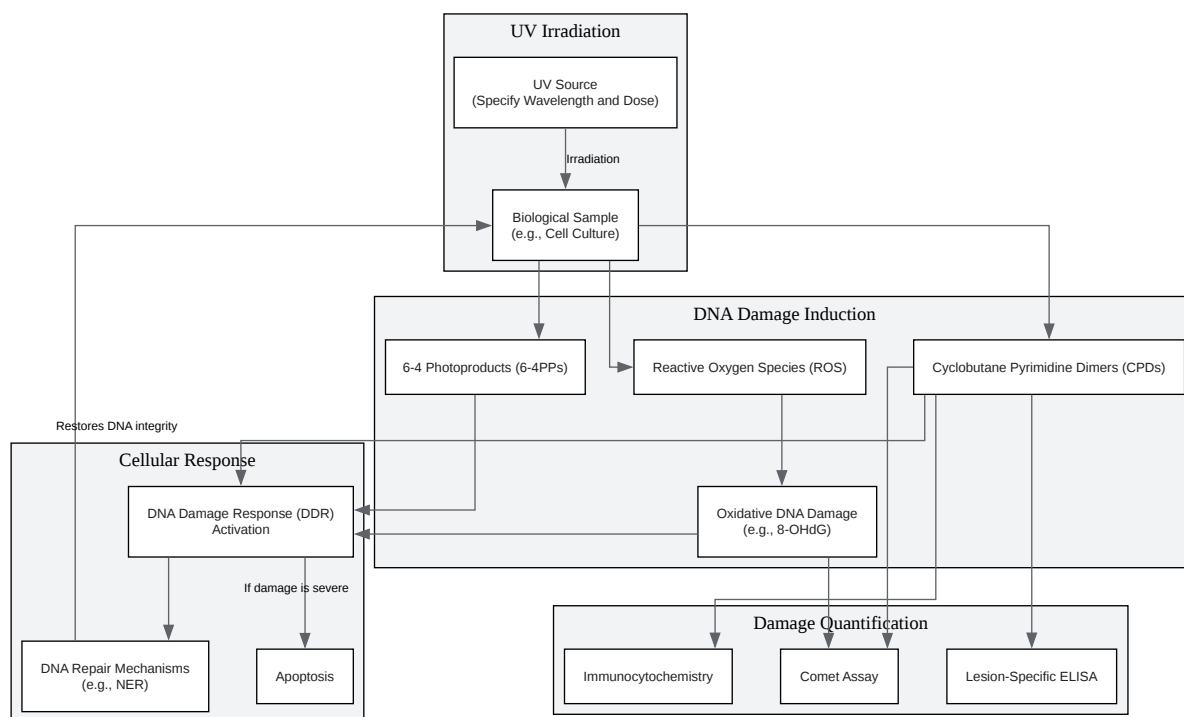 UV Irradiation
UV Source
(Specify Wavelength and Dose)
Irradiation
Biological Sample
(e.g., Cell Culture)
DNA Damage Induction
6-4 Photoproducts (6-4PPs)
Reactive Oxygen Species (ROS)
Cyclobutane Pyrimidine Dimers (CPDs)
Restores DNA integrity
Cellular Response
DNA Damage Response (DDR)
Activation
Oxidative DNA Damage
(e.g., 8-OHdG)
If damage is severe
Damage Quantification
DNA Repair Mechanisms
(e.g., NER)
Apoptosis
Immunocytochemistry
Comet Assay
Lesion-Specific ELISA